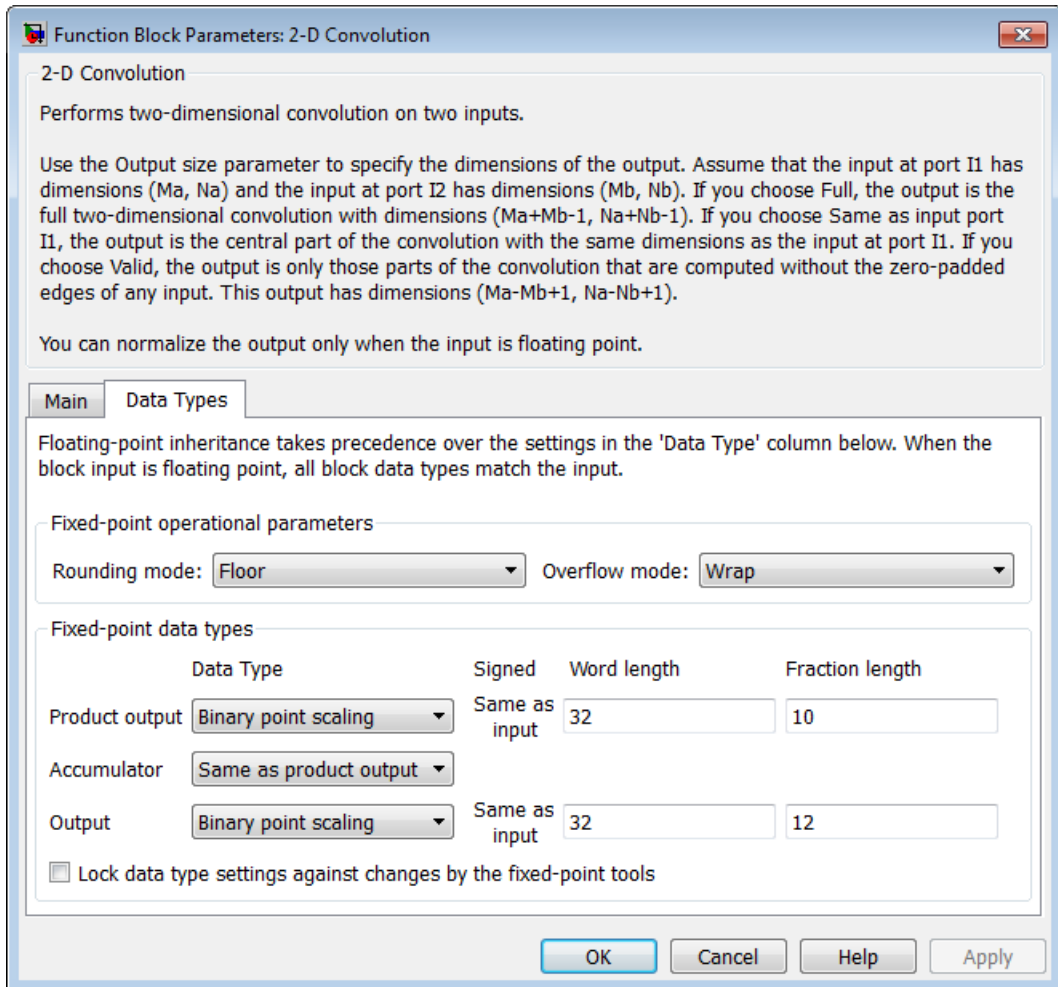 Function Block Parameters: 2-D Convolution
2-D Convolution
Performs two-dimensional convolution on two inputs.
Use the Output size parameter to specify the dimensions of the output. Assume that the input at port I1 has
dimensions (Ma, Na) and the input at port I2 has dimensions (Mb, Nb). If you choose Full, the output is the
full two-dimensional convolution with dimensions (Ma+Mb-1, Na+Nb-1). If you choose Same as input port
I1, the output is the central part of the convolution with the same dimensions as the input at port I1. If you
choose Valid, the output is only those parts of the convolution that are computed without the zero-padded
edges of any input. This output has dimensions (Ma-Mb+1, Na-Nb+1).
You can normalize the output only when the input is floating point.
Main Data Types
Floating-point inheritance takes precedence over the settings in the 'Data Type' column below. When the
block input is floating point, all block data types match the input.
Fixed-point operational parameters
Rounding mode: Floor Overflow mode: Wrap
Fixed-point data types
Data Type Signed Word length Fraction length
Product output Binary point scaling Same as input 32 10
Accumulator Same as product output
Output Binary point scaling Same as input 32 12
Lock data type settings against changes by the fixed-point tools
OK Cancel Help Apply